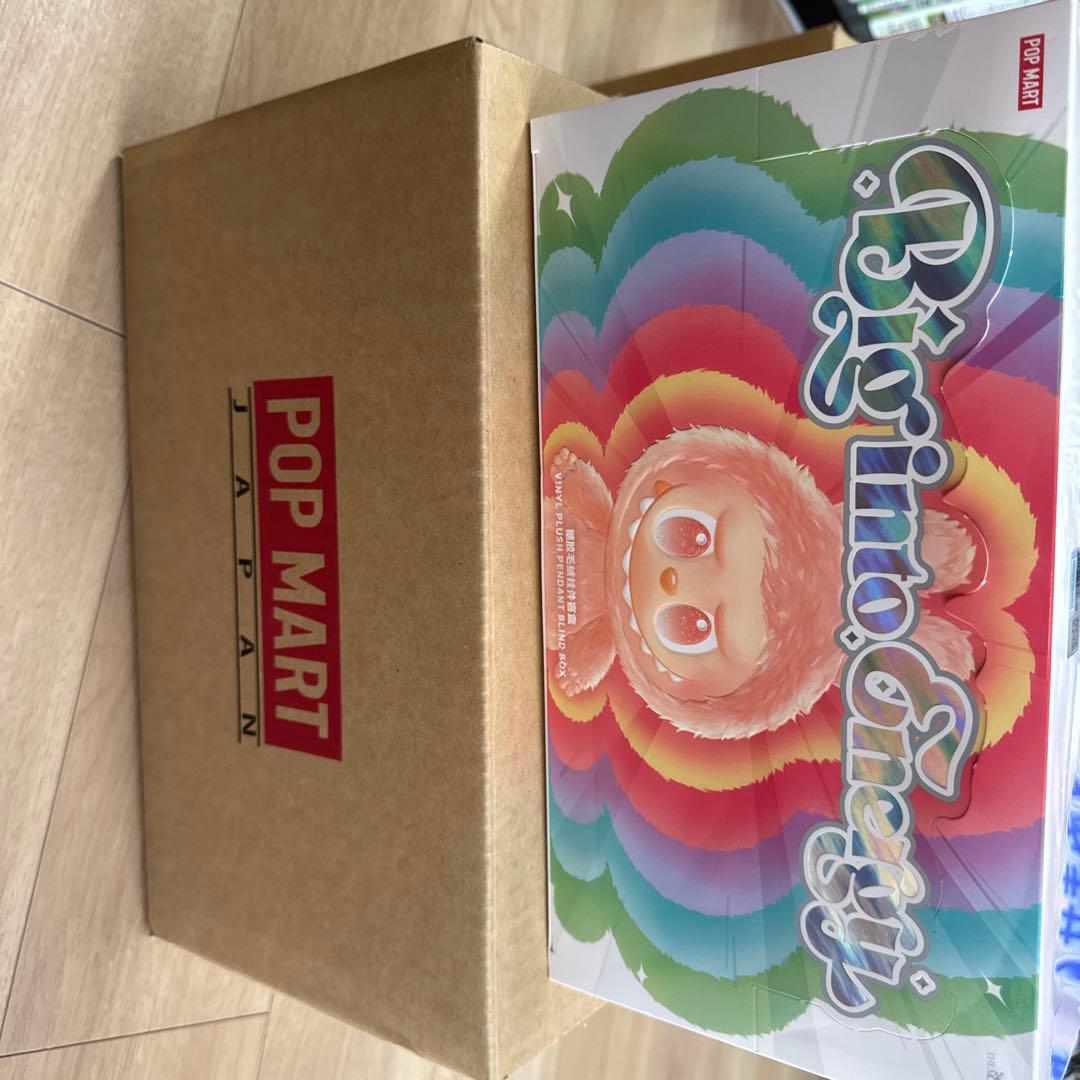 POP MART
JAPAN
POP MART
Big into Energy
搪胶毛绒挂件盲盒
VINYL PLUSH PENDANT BLIND BOX
THE